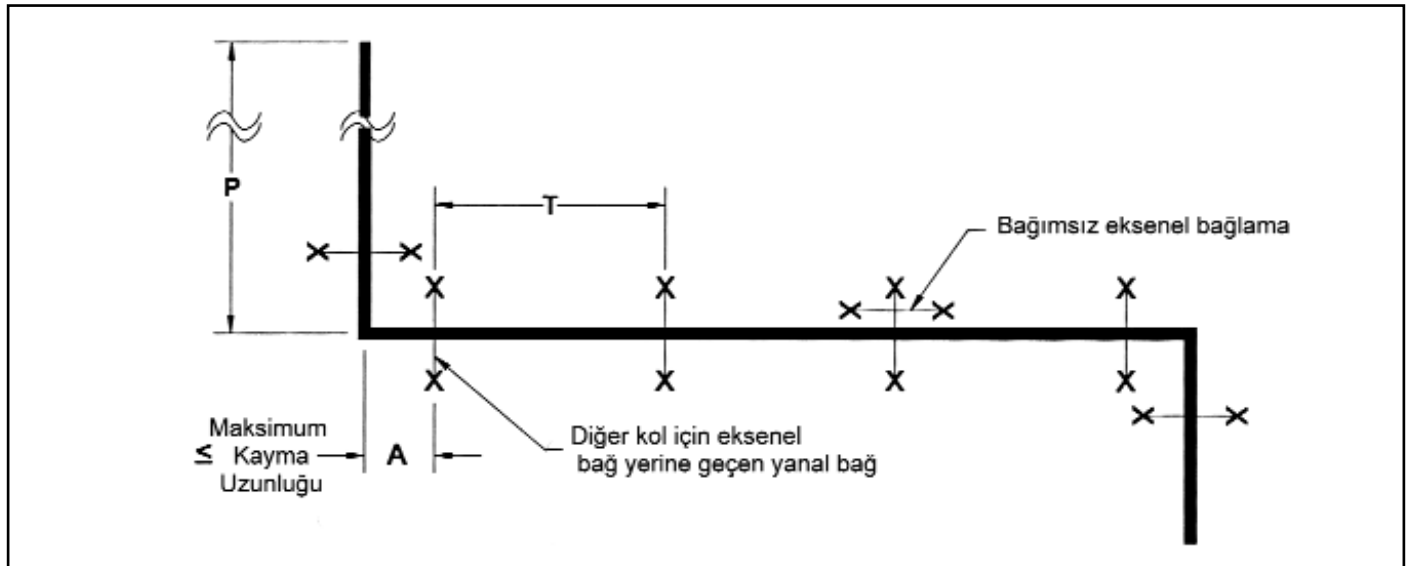 P
T
Bağımsız eksenel bağlama
X X X
X X X X
Maksimum
≤ Kayma
Uzunluğu
A
Diğer kol için eksenel
bağ yerine geçen yanal bağ